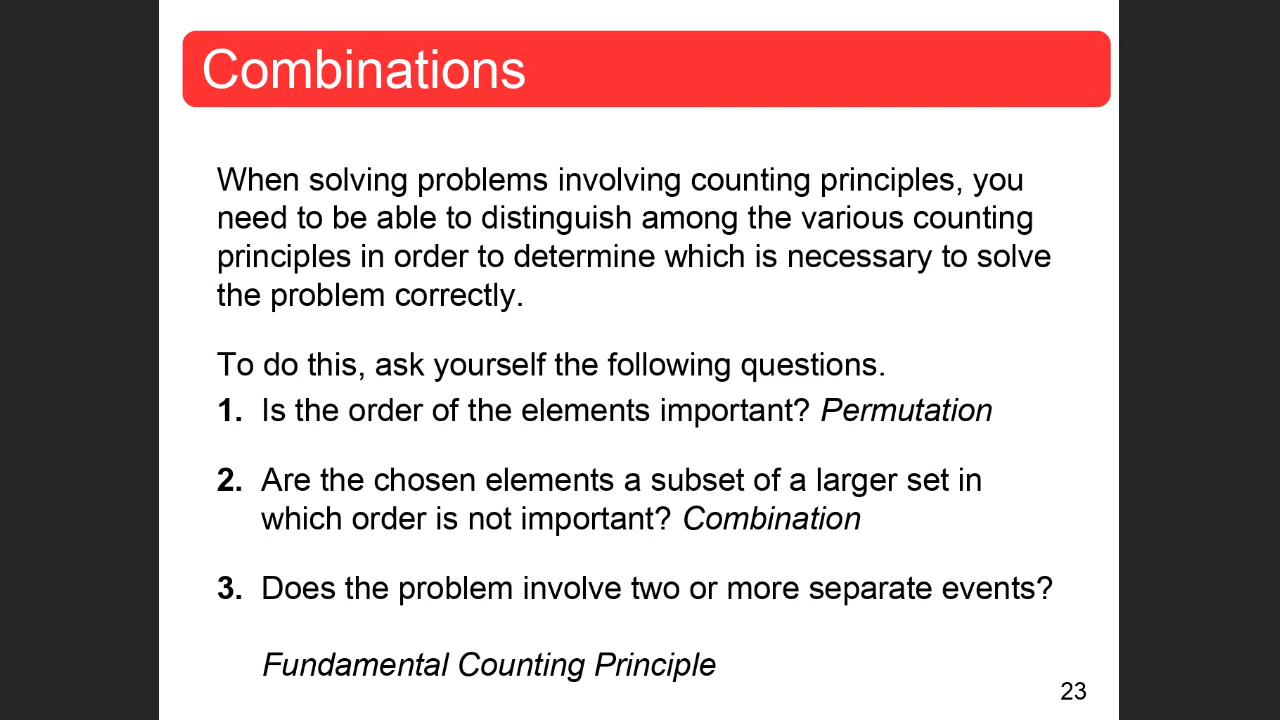 Combinations
When solving problems involving counting principles, you
need to be able to distinguish among the various counting
principles in order to determine which is necessary to solve
the problem correctly.
To do this, ask yourself the following questions.
1. Is the order of the elements important? Permutation
2. Are the chosen elements a subset of a larger set in
which order is not important? Combination
3. Does the problem involve two or more separate events?
Fundamental Counting Principle
23